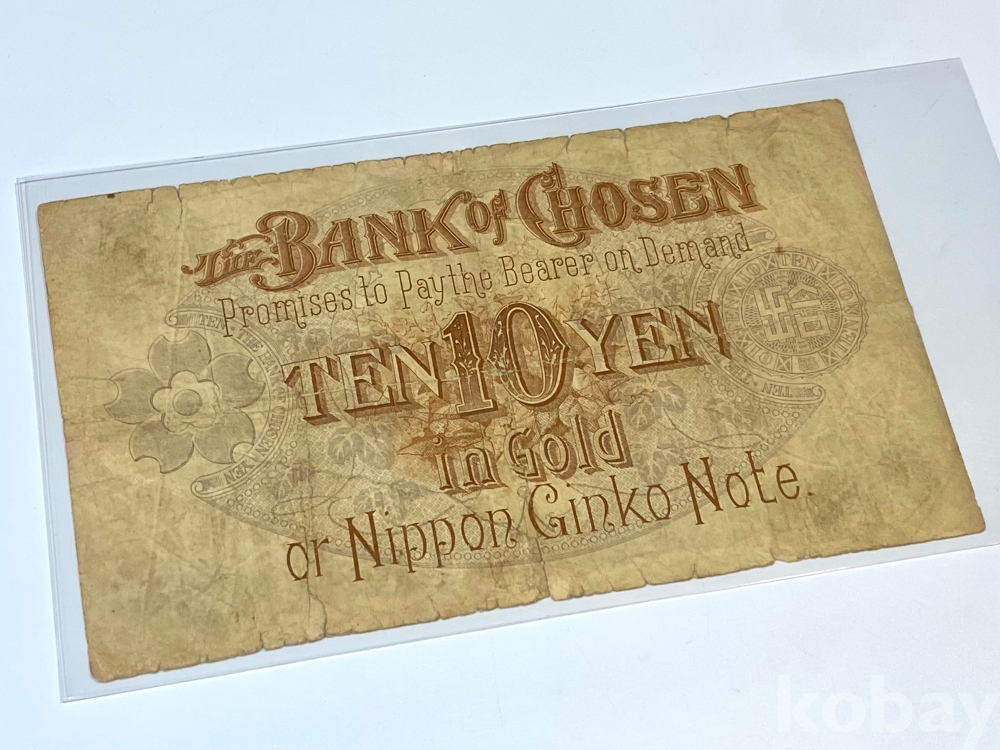 The BANK of CHOSEN
Promises to Pay the Bearer on Demand
TEN 10 YEN
in Gold
or Nippon Ginko Note.
kobay